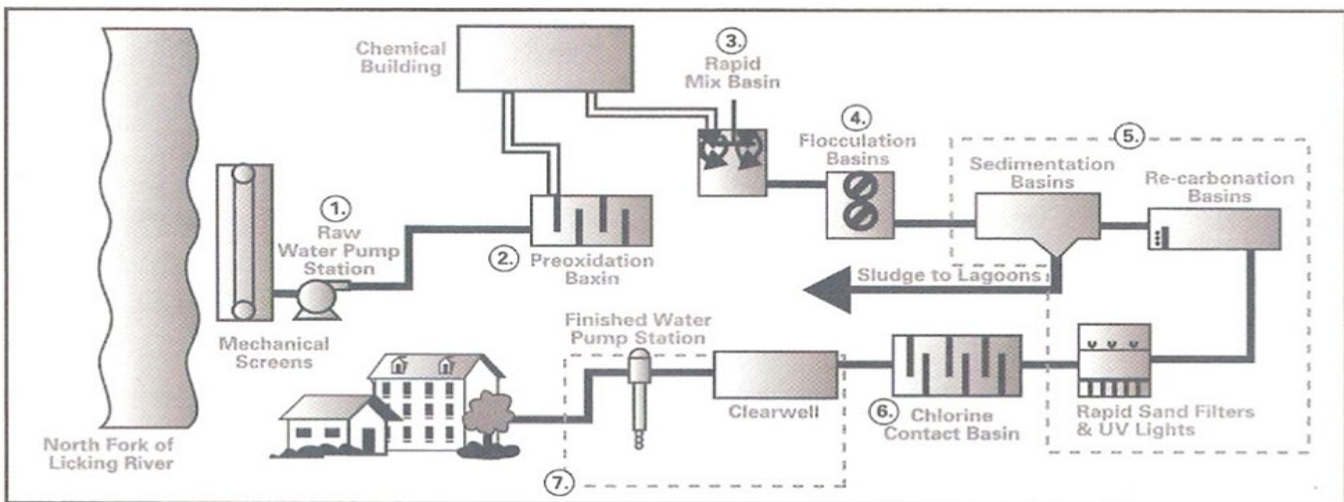 Chemical
Building
3.
Rapid
Mix Basin
4.
Flocculation
Basins
5.
Sedimentation
Basins
Re-carbonation
Basins
1.
Raw
Water Pump
Station
2.
Preoxidation
Baxin
Sludge to Lagoons
Mechanical
Screens
Finished Water
Pump Station
Clearwell
6.
Chlorine
Contact Basin
Rapid Sand Filters
& UV Lights
North Fork of
Licking River
7.